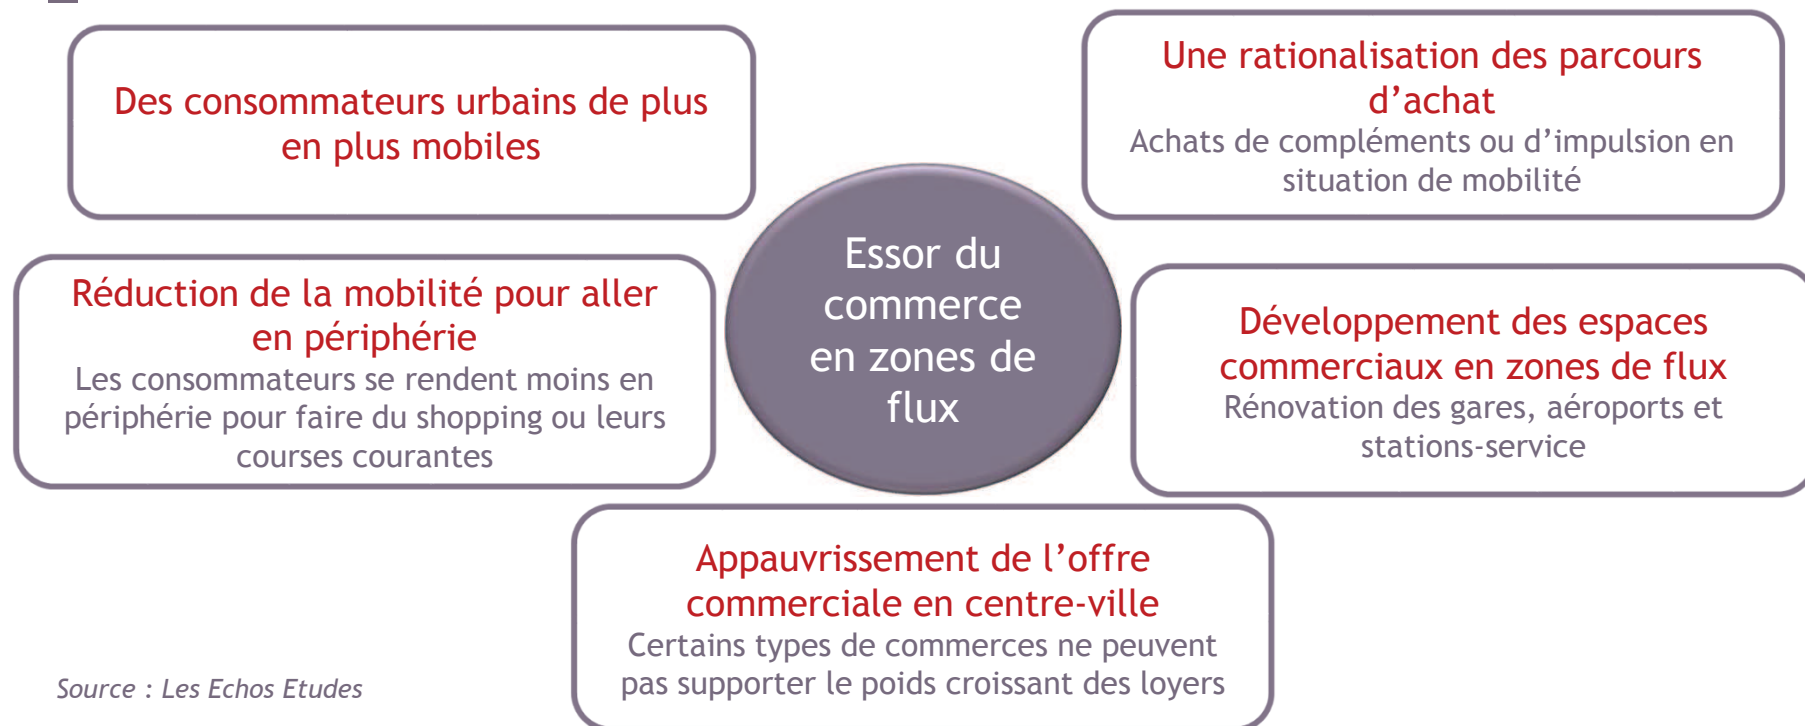 Des consommateurs urbains de plus
en plus mobiles
Une rationalisation des parcours
d’achat
Achats de compléments ou d’impulsion en
situation de mobilité
Essor du
commerce
en zones de
flux
Réduction de la mobilité pour aller
en périphérie
Les consommateurs se rendent moins en
périphérie pour faire du shopping ou leurs
courses courantes
Développement des espaces
commerciaux en zones de flux
Rénovation des gares, aéroports et
stations-service
Appauvrissement de l’offre
commerciale en centre-ville
Certains types de commerces ne peuvent
pas supporter le poids croissant des loyers
Source : Les Echos Etudes